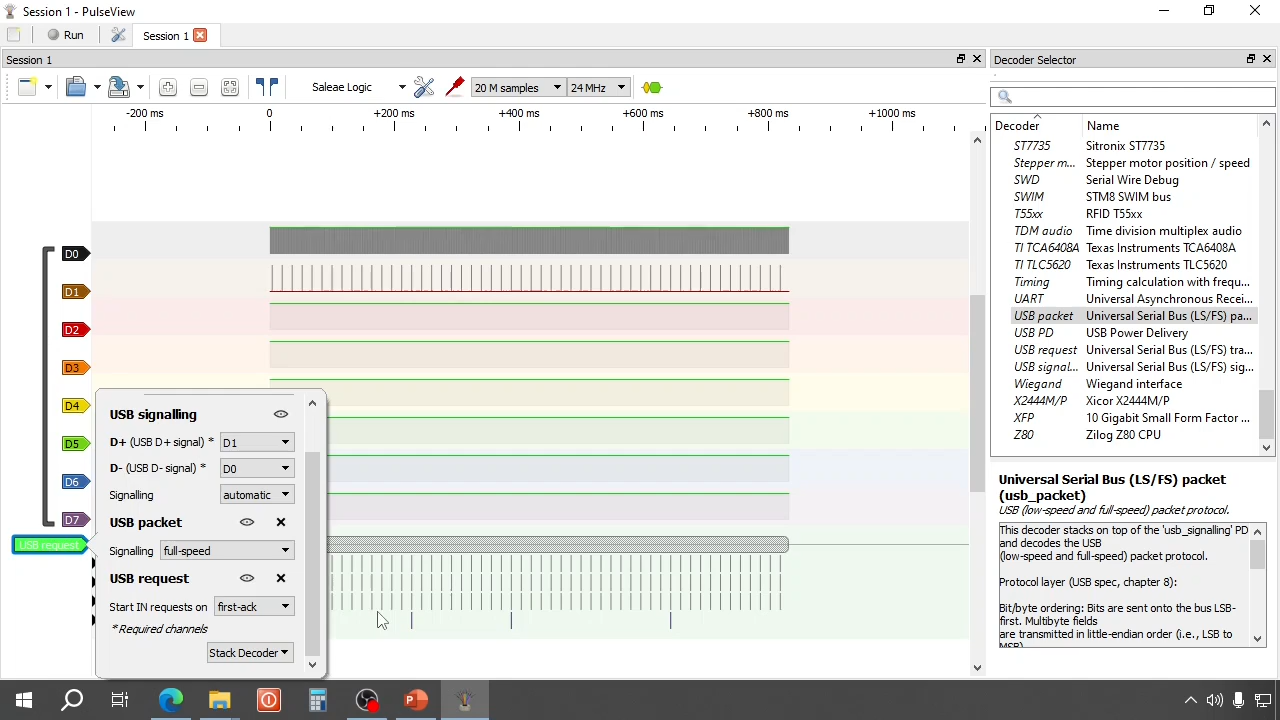 Session 1 - PulseView
Run
Session 1
Session 1
Decoder Selector
Saleae Logic
20 M samples
24 MHz
-200 ms
0
+200 ms
+400 ms
+600 ms
+800 ms
+1000 ms
Decoder
Name
ST7735
Sitronix ST7735
Stepper m...
Stepper motor position / speed
SWD
Serial Wire Debug
SWIM
STM8 SWIM bus
T55xx
RFID T55xx
TDM audio
Time division multiplex audio
TI TCA6408A
Texas Instruments TCA6408A
TI TLC5620
Texas Instruments TLC5620
Timing
Timing calculation with frequ...
UART
Universal Asynchronous Recei...
USB packet
Universal Serial Bus (LS/FS) pa...
USB PD
USB Power Delivery
USB request
Universal Serial Bus (LS/FS) tra...
USB signal...
Universal Serial Bus (LS/FS) sig...
Wiegand
Wiegand interface
X2444M/P
Xicor X2444M/P
XFP
10 Gigabit Small Form Factor ...
Z80
Zilog Z80 CPU
D0
D1
D2
D3
D4
D5
D6
D7
USB request
USB signalling
D+ (USB D+ signal) *
D1
D- (USB D- signal) *
D0
Signalling
automatic
USB packet
Signalling
full-speed
USB request
Start IN requests on
first-ack
*Required channels
Stack Decoder
Universal Serial Bus (LS/FS) packet
(usb_packet)
USB (low-speed and full-speed) packet protocol.
This decoder stacks on top of the 'usb_signalling' PD
and decodes the USB
(low-speed and full-speed) packet protocol.
Protocol layer (USB spec, chapter 8):
Bit/byte ordering: Bits are sent onto the bus LSB-
first. Multibyte fields
are transmitted in little-endian order (i.e., LSB to
MSB).